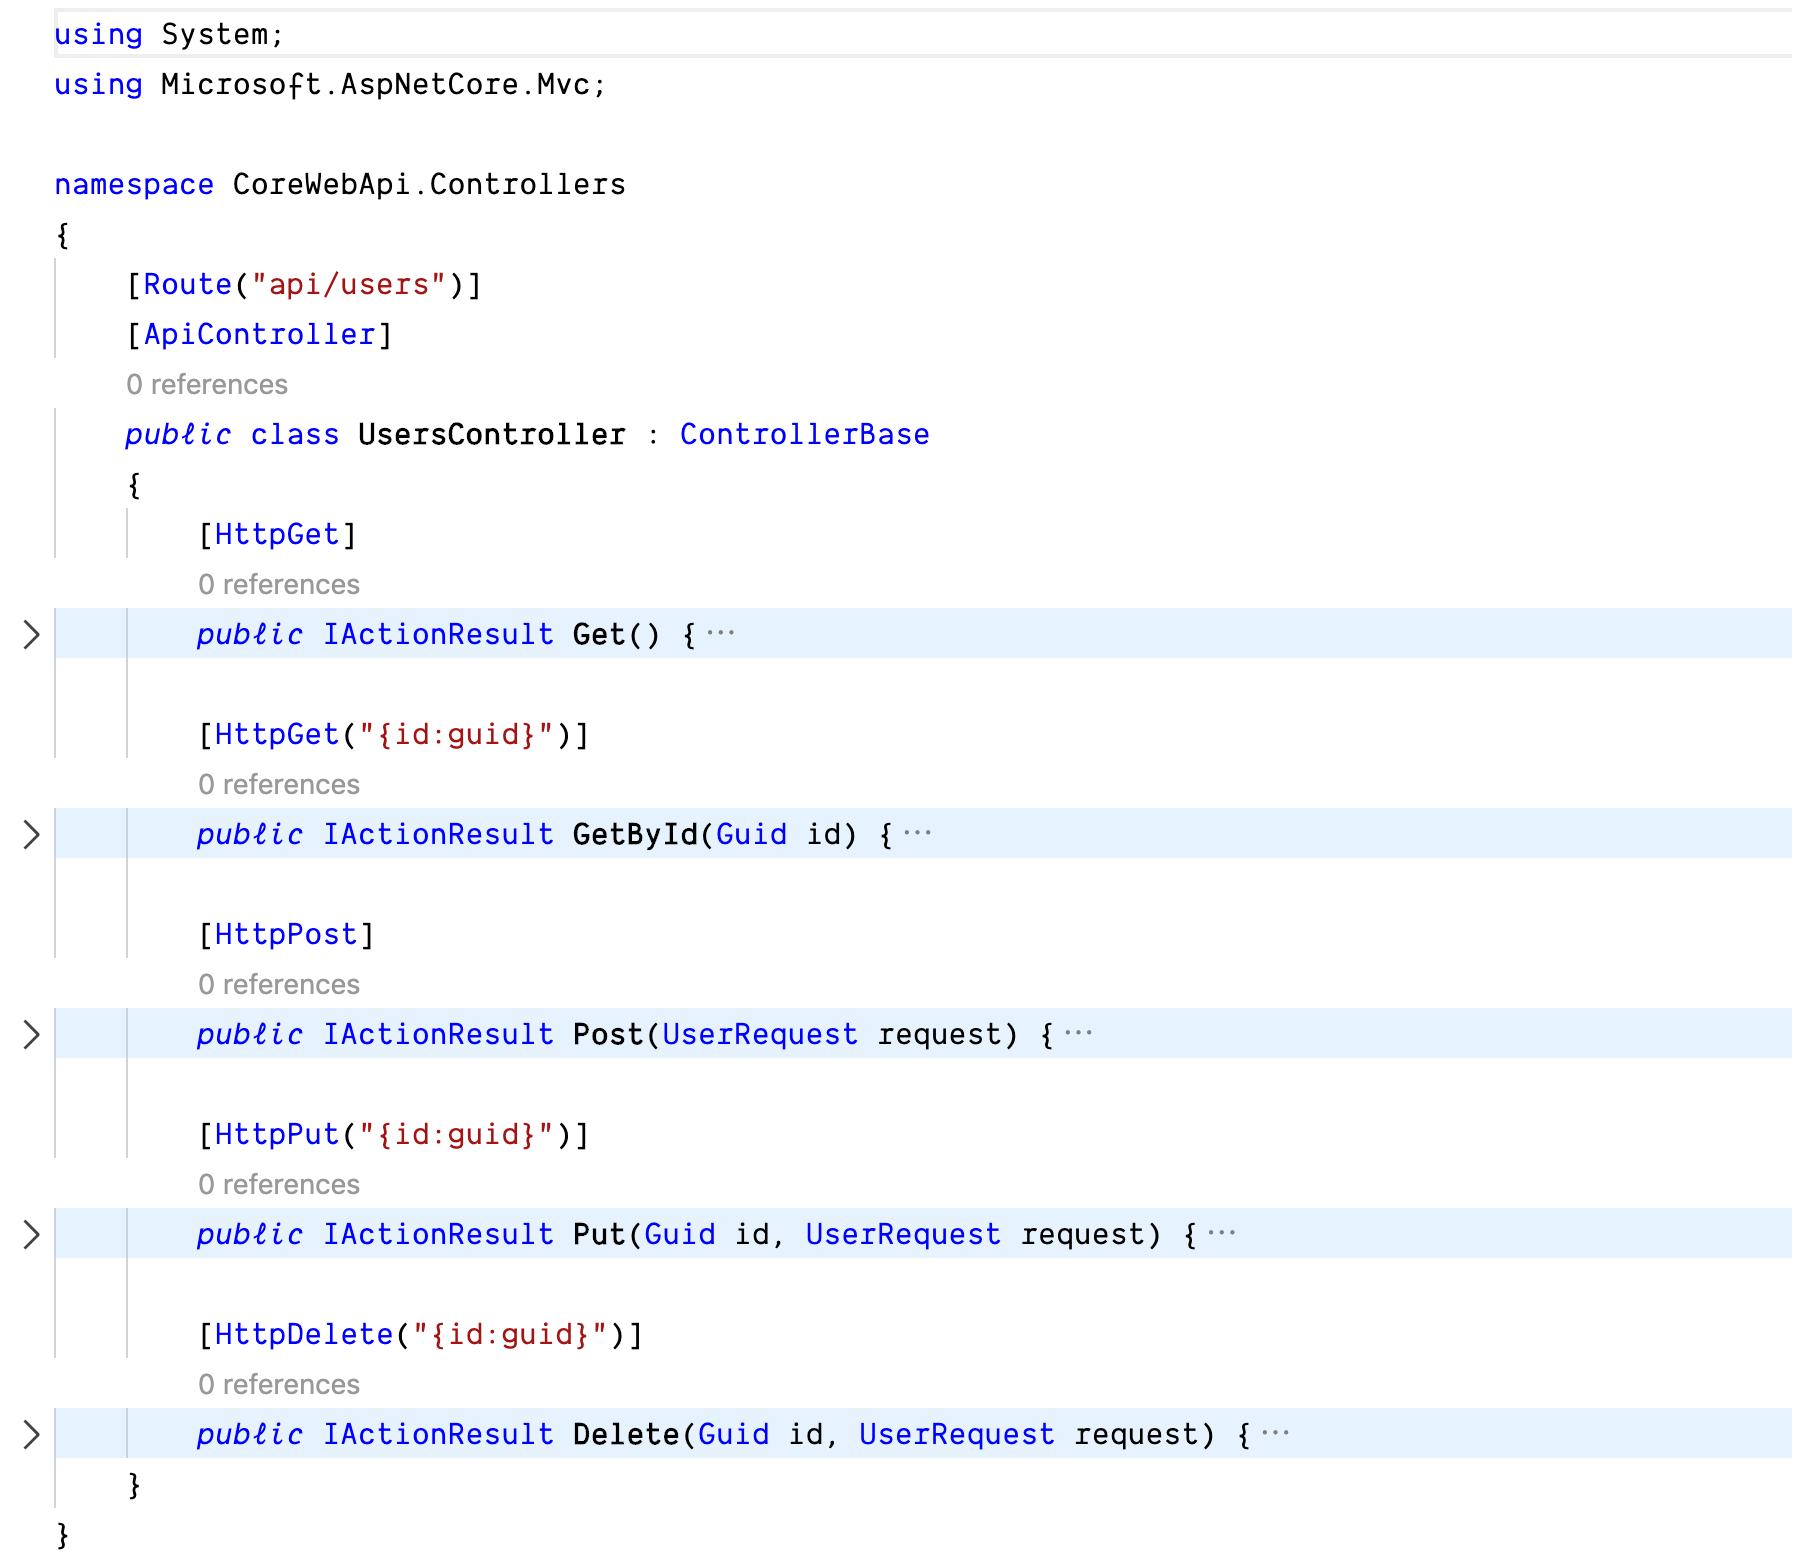 using System;
using Microsoft.AspNetCore.Mvc;
namespace CoreWebApi.Controllers
{
[Route("api/users")]
[ApiController]
0 references
public class UsersController : ControllerBase
{
[HttpGet]
0 references
public IActionResult Get() {···
[HttpGet("{id:guid}")]
0 references
public IActionResult GetById(Guid id) {···
[HttpPost]
0 references
public IActionResult Post(UserRequest request) {···
[HttpPut("{id:guid}")]
0 references
public IActionResult Put(Guid id, UserRequest request) {···
[HttpDelete("{id:guid}")]
0 references
public IActionResult Delete(Guid id, UserRequest request) {···
}
}